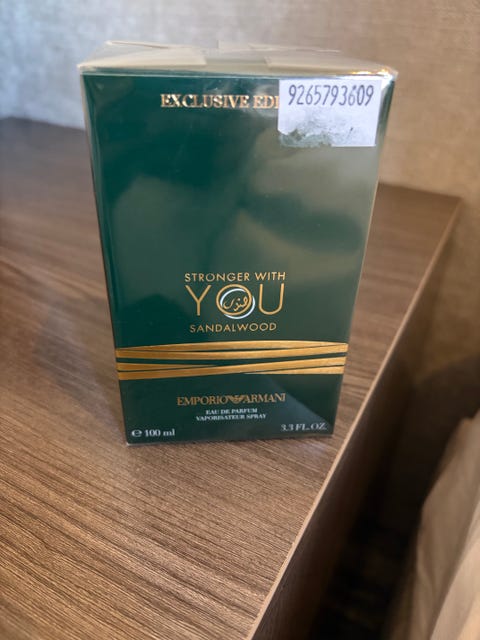 EXCLUSIVE EDI
9265793609
STRONGER WITH
YOU
SANDALWOOD
EMPORIO ARMANI
EAU DE PARFUM
VAPORISATEUR SPRAY
℮ 100 ml
3.3 FL. OZ.